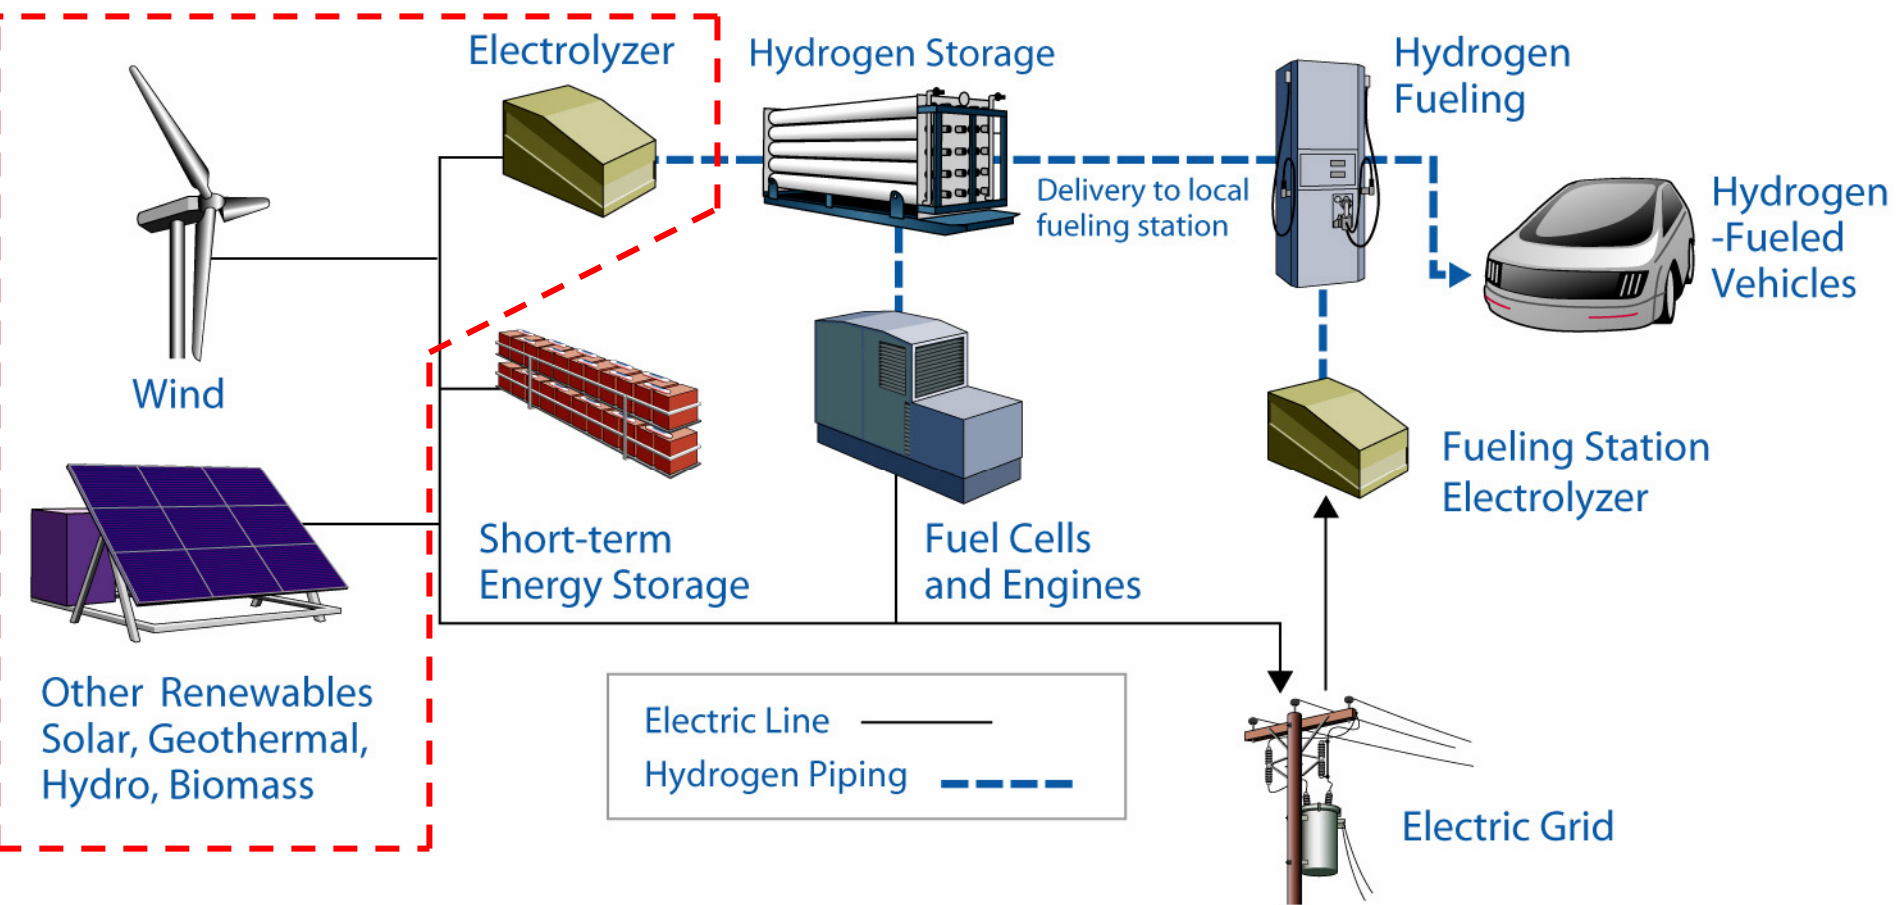 Electrolyzer
Hydrogen Storage
Hydrogen
Fueling
Delivery to local
fueling station
Hydrogen
-Fueled
Vehicles
Wind
Fueling Station
Electrolyzer
Short-term
Energy Storage
Fuel Cells
and Engines
Other Renewables
Solar, Geothermal,
Hydro, Biomass
Electric Line
Hydrogen Piping
Electric Grid